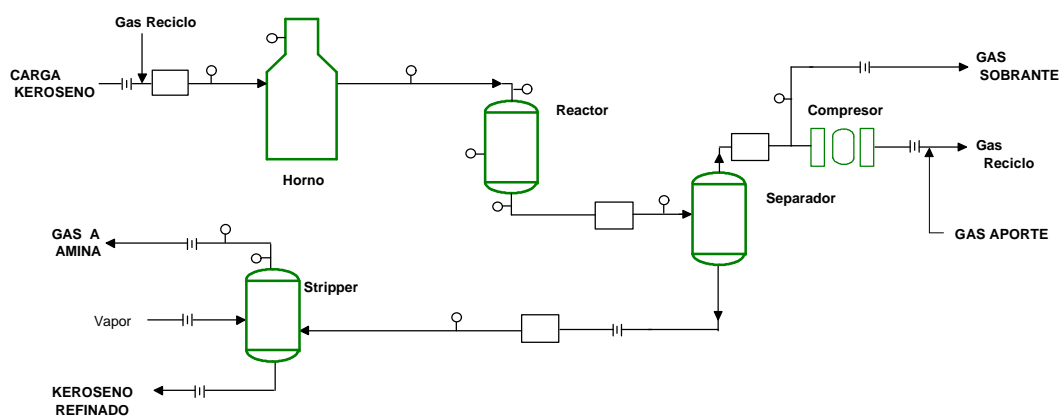 Gas Reciclo
CARGA
KEROSENO
Horno
Reactor
GAS
SOBRANTE
Compresor
Gas
Reciclo
Separador
GAS APORTE
GAS A
AMINA
Stripper
Vapor
KEROSENO
REFINADO